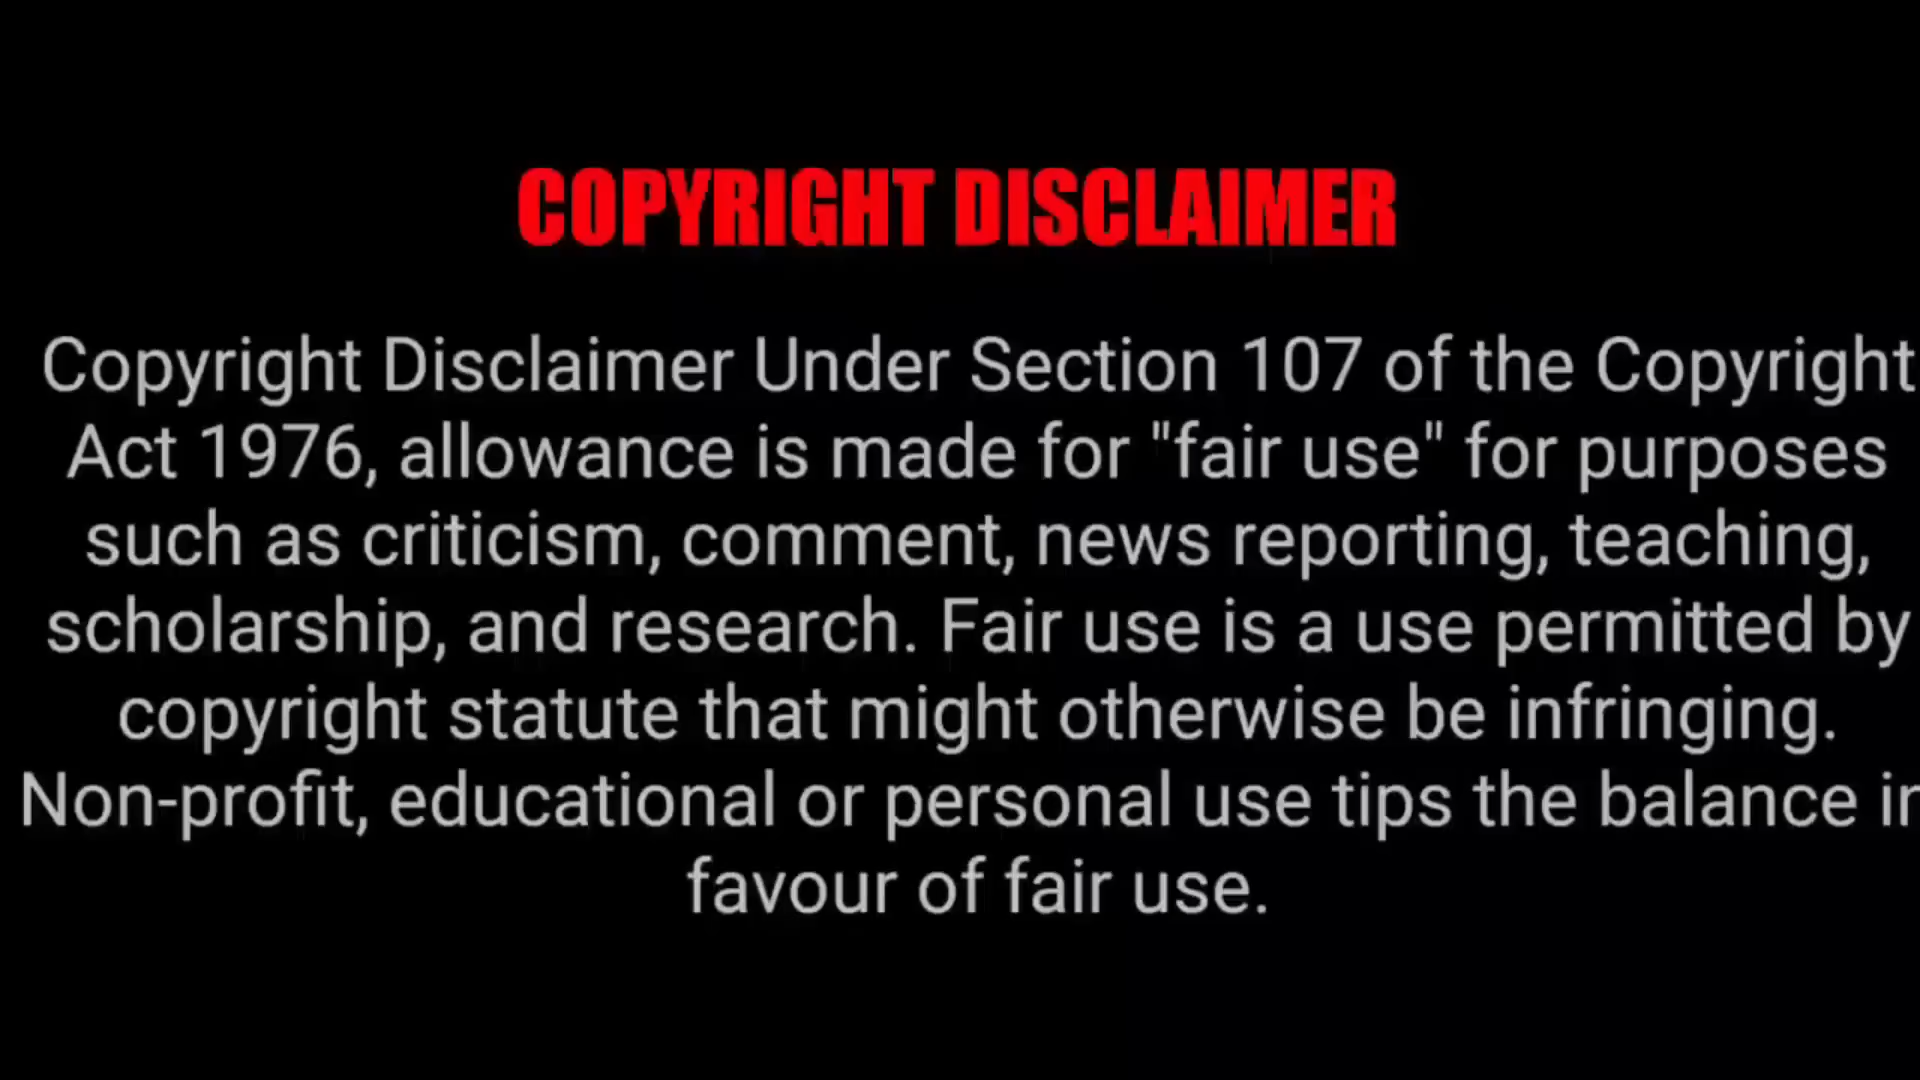 COPYRIGHT DISCLAIMER
Copyright Disclaimer Under Section 107 of the Copyright
Act 1976, allowance is made for "fair use" for purposes
such as criticism, comment, news reporting, teaching,
scholarship, and research. Fair use is a use permitted by
copyright statute that might otherwise be infringing.
Non-profit, educational or personal use tips the balance in
favour of fair use.